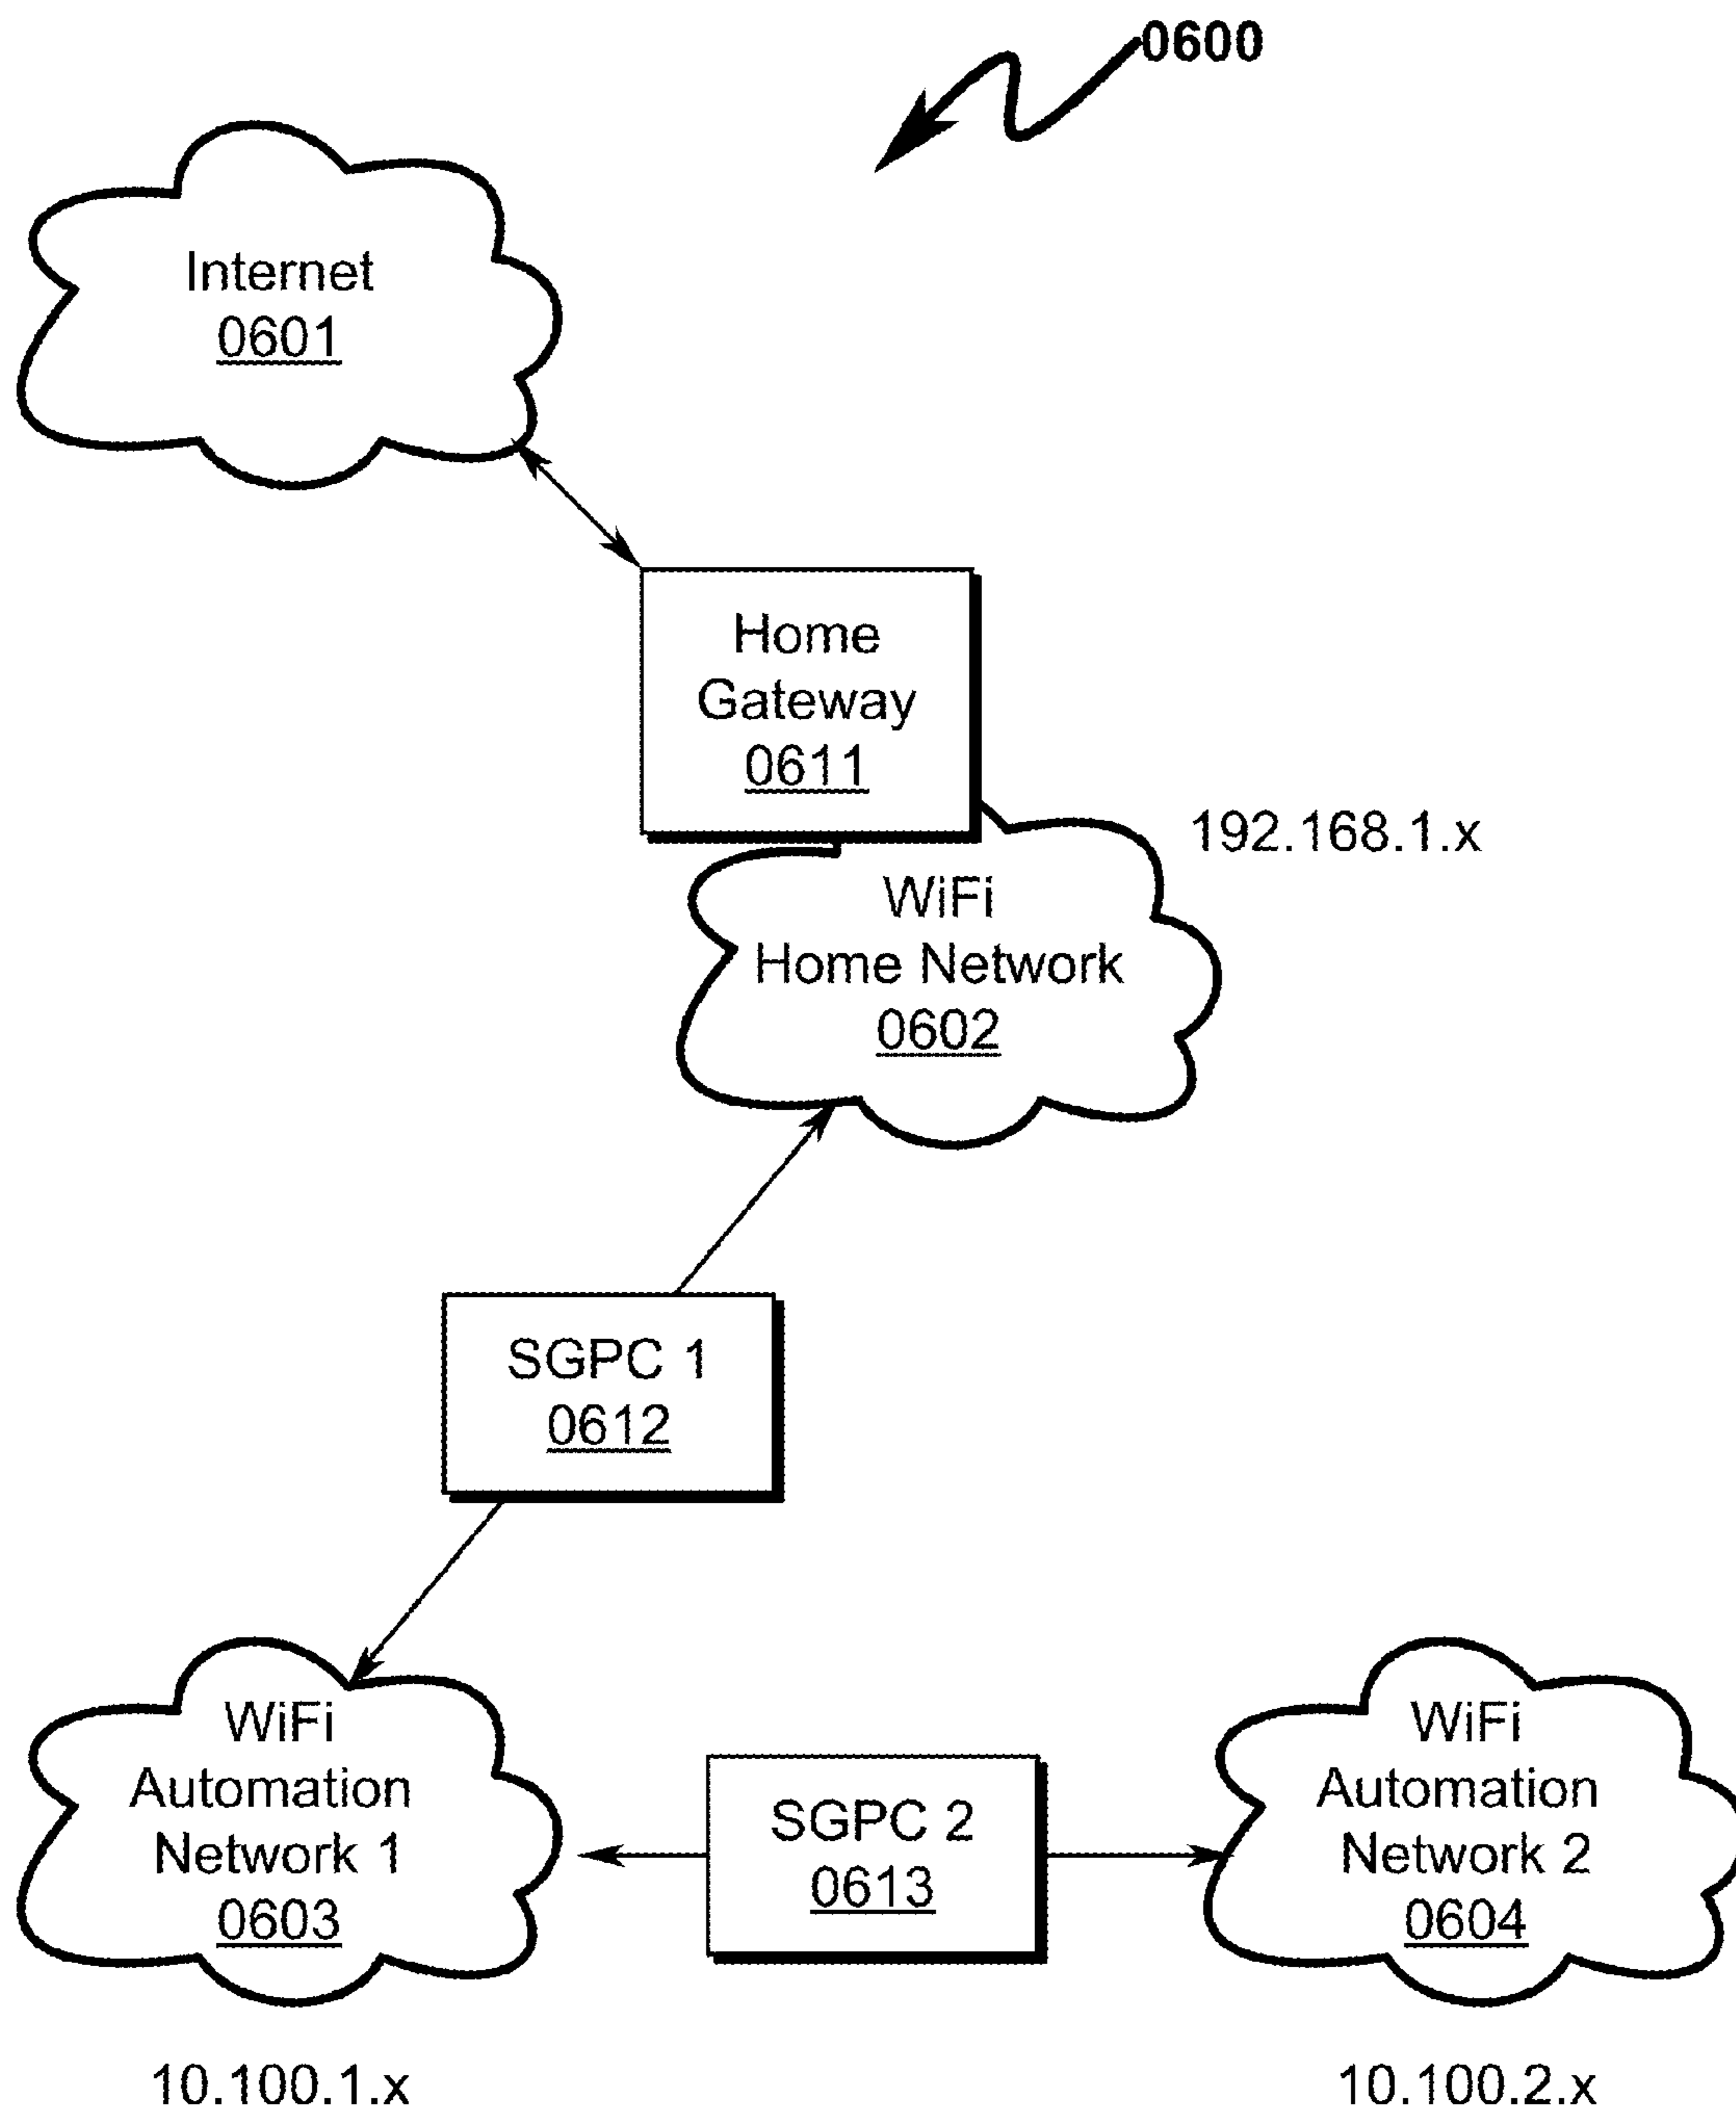 0600
Internet
0601
Home
Gateway
0611
192.168.1.x
WiFi
Home Network
0602
SGPC 1
0612
WiFi
Automation
Network 1
0603
SGPC 2
0613
WiFi
Automation
Network 2
0604
10.100.1.x
10.100.2.x